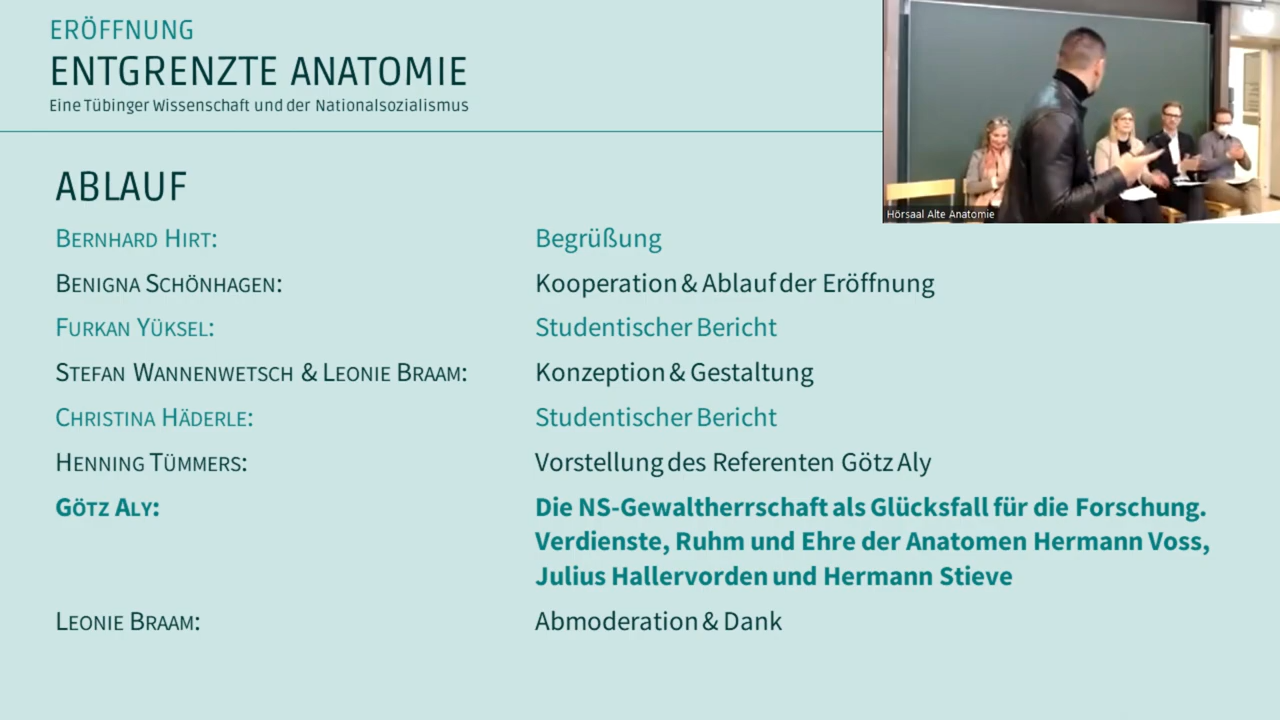 ERÖFFNUNG
ENTGRENZTE ANATOMIE
Eine Tübinger Wissenschaft und der Nationalsozialismus
Hörsaal Alte Anatomie
ABLAUF
BERNHARD HIRT: Begrüßung
BENIGNA SCHÖNHAGEN: Kooperation & Ablauf der Eröffnung
FURKAN YÜKSEL: Studentischer Bericht
STEFAN WANNENWETSCH & LEONIE BRAAM: Konzeption & Gestaltung
CHRISTINA HÄDERLE: Studentischer Bericht
HENNING TÜMMERS: Vorstellung des Referenten Götz Aly
GÖTZ ALY: Die NS-Gewaltherrschaft als Glücksfall für die Forschung.
Verdienste, Ruhm und Ehre der Anatomen Hermann Voss,
Julius Hallervorden und Hermann Stieve
LEONIE BRAAM: Abmoderation & Dank